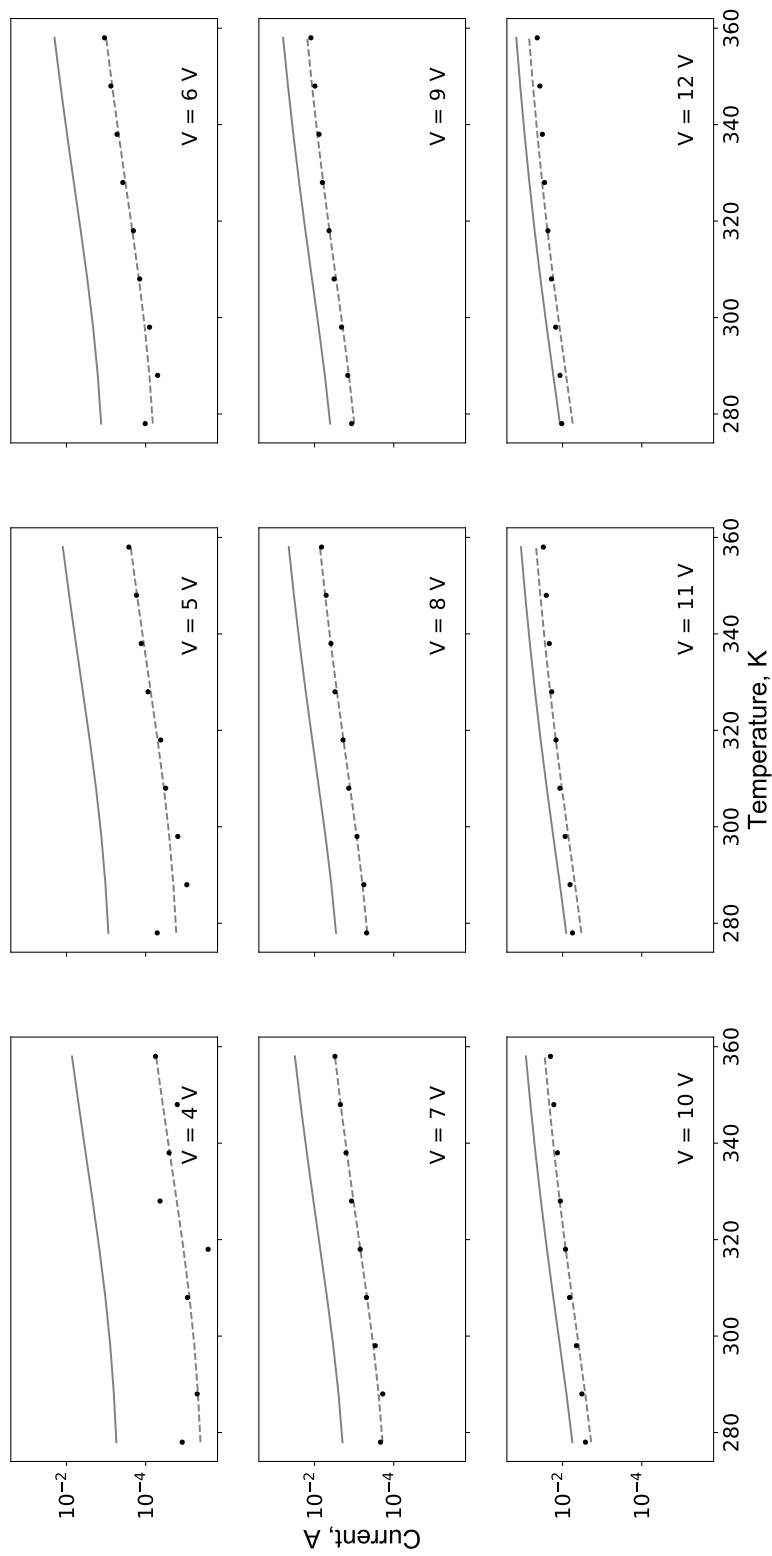 10⁻²
10⁻⁴
V = 4 V
V = 5 V
V = 6 V
10⁻²
10⁻⁴
V = 7 V
V = 8 V
V = 9 V
Current, A
10⁻²
10⁻⁴
V = 10 V
V = 11 V
V = 12 V
280 300 320 340 360
280 300 320 340 360
280 300 320 340 360
Temperature, K